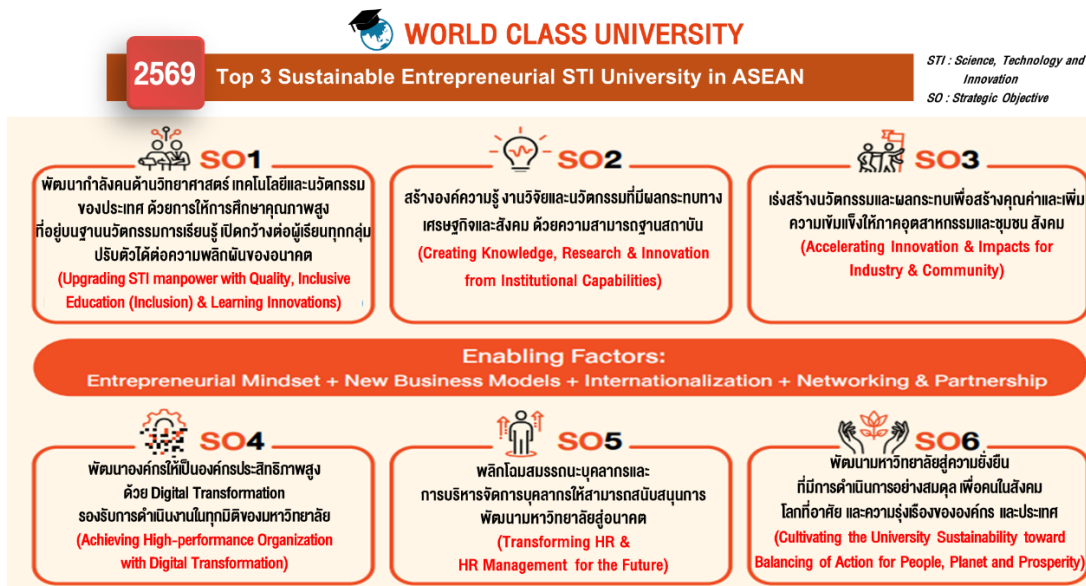 WORLD CLASS UNIVERSITY
2569
Top 3 Sustainable Entrepreneurial STI University in ASEAN
STI : Science, Technology and
Innovation
SO : Strategic Objective
SO1
พัฒนากำลังคนด้านวิทยาศาสตร์ เทคโนโลยีและนวัตกรรม
ของประเทศ ด้วยการให้การศึกษาคุณภาพสูง
ที่อยู่บนฐานนวัตกรรมการเรียนรู้ เปิดกว้างต่อผู้เรียนทุกกลุ่ม
ปรับตัวได้ต่อความพลิกผันของอนาคต
(Upgrading STI manpower with Quality, Inclusive
Education (Inclusion) & Learning Innovations)
SO2
สร้างองค์ความรู้ งานวิจัยและนวัตกรรมที่มีผลกระทบทาง
เศรษฐกิจและสังคม ด้วยความสามารถฐานสถาบัน
(Creating Knowledge, Research & Innovation
from Institutional Capabilities)
SO3
เร่งสร้างนวัตกรรมและผลกระทบเพื่อสร้างคุณค่าและเพิ่ม
ความเข้มแข็งให้ภาคอุตสาหกรรมและชุมชน สังคม
(Accelerating Innovation & Impacts for
Industry & Community)
Enabling Factors:
Entrepreneurial Mindset + New Business Models + Internationalization + Networking & Partnership
SO4
พัฒนาองค์กรให้เป็นองค์กรประสิทธิภาพสูง
ด้วย Digital Transformation
รองรับการดำเนินงานในทุกมิติของมหาวิทยาลัย
(Achieving High-performance Organization
with Digital Transformation)
SO5
พลิกโฉมสมรรถนะบุคลากรและ
การบริหารจัดการบุคลากรให้สามารถสนับสนุนการ
พัฒนามหาวิทยาลัยสู่อนาคต
(Transforming HR &
HR Management for the Future)
SO6
พัฒนามหาวิทยาลัยสู่ความยั่งยืน
ที่มีการดำเนินการอย่างสมดุล เพื่อคนในสังคม
โลกที่อาศัย และความรุ่งเรืองขององค์กร และประเทศ
(Cultivating the University Sustainability toward
Balancing of Action for People, Planet and Prosperity)